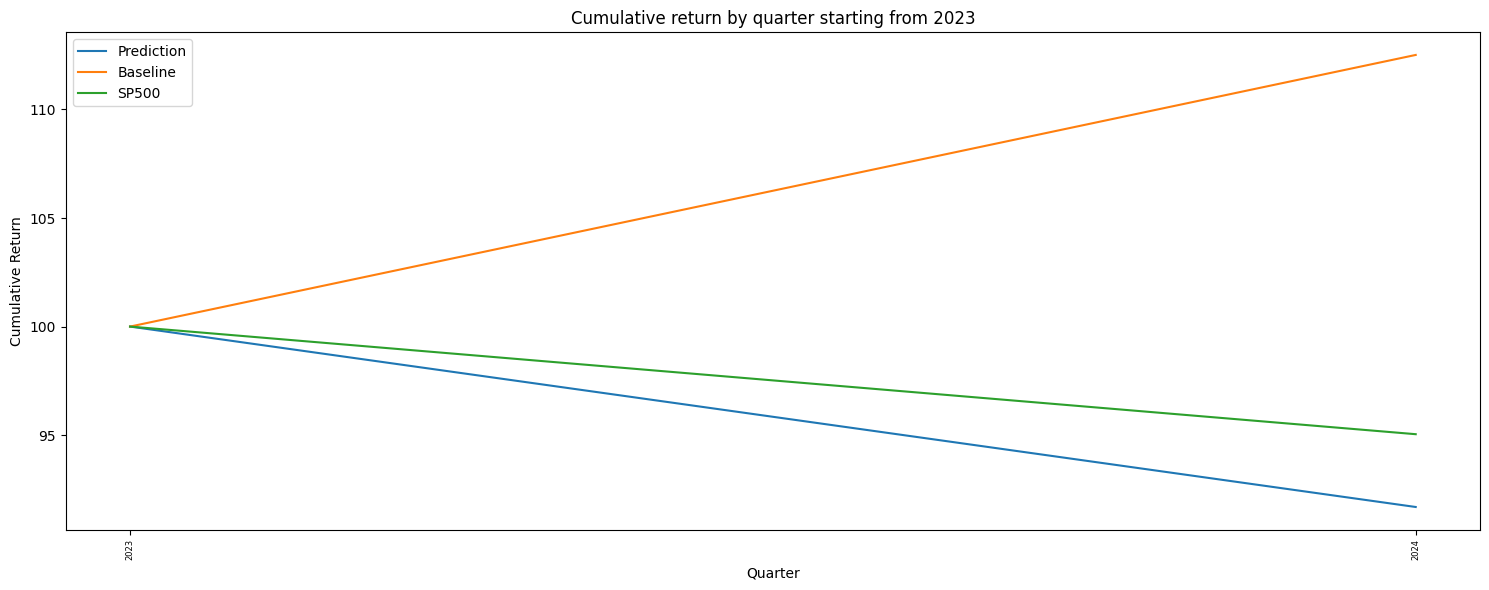 Cumulative return by quarter starting from 2023
Prediction
Baseline
SP500
Cumulative Return
110
105
100
95
2023
2024
Quarter